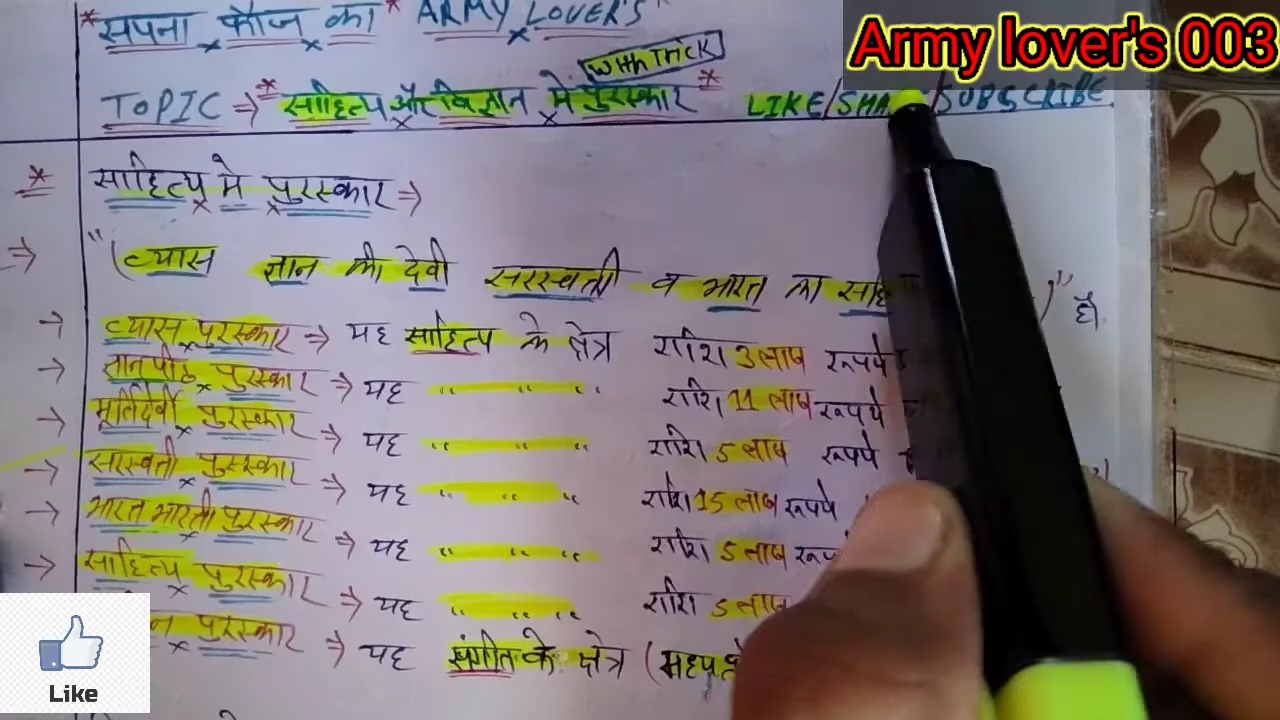 * सपना फौज का * ARMY LOVER'S "
Army lover's 003
With Trick
TOPIC ⇒ * साहित्य और विज्ञान मे पुरस्कार * LIKE/SHA /SUBSCRIBE
* साहित्य मे पुरस्कार ⇒
⇒ " (व्यास ज्ञान की देवी सरस्वती व भारत का )" है।
→ व्यास पुरस्कार ⇒ यह साहित्य के क्षेत्र राशि 3 लाख रूपये
→ ज्ञानपीठ पुरस्कार ⇒ यह " " " राशि 11 लाख रूपये
मूर्तिदेवी पुरस्कार ⇒ यह " " " राशि 5 लाख रूपये
→ सरस्वती पुरस्कार ⇒ यह " " " राशि 15 लाख रूपये
→ भारत भारती पुरस्कार ⇒ यह " " " राशि 5 लाख रूपये
→ साहित्य पुरस्कार ⇒ यह " " " राशि 5 लाख
पुरस्कार ⇒ यह संगीत के क्षेत्र
Like